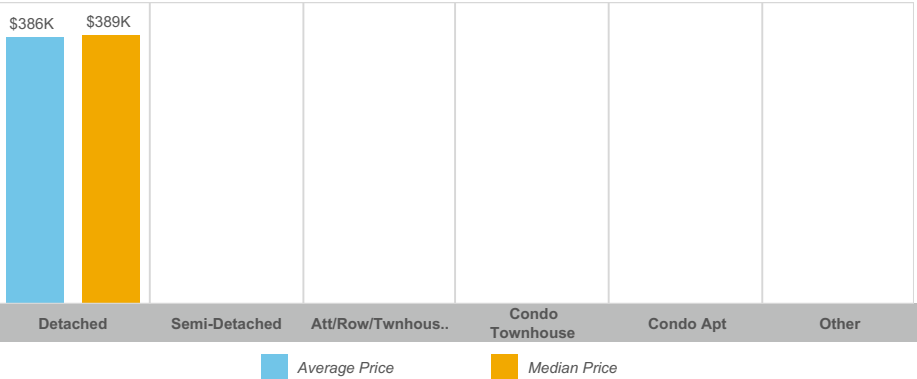 $386K
$389K
Detached
Semi-Detached
Att/Row/Twnhous..
Condo
Townhouse
Condo Apt
Other
Average Price
Median Price